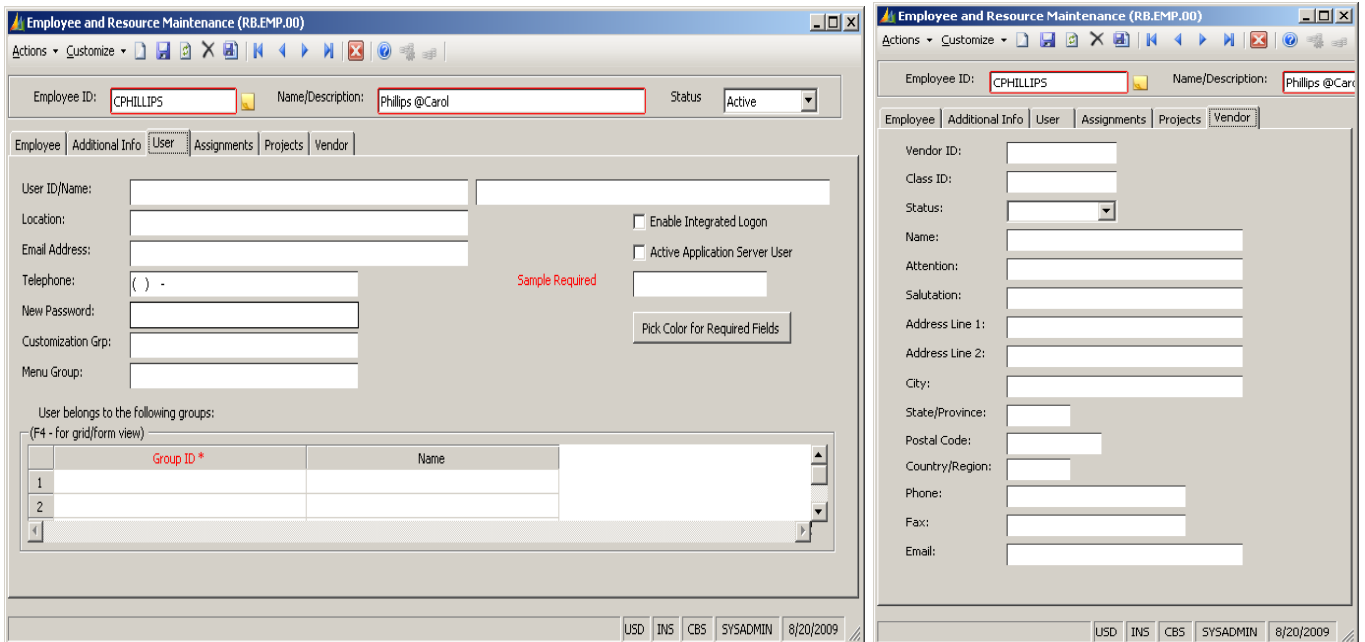 Employee and Resource Maintenance (RB.EMP.00)
Actions Customize
Employee ID: CPHILLIPS Name/Description: Phillips @Carol Status Active
Employee Additional Info User Assignments Projects Vendor
User ID/Name:
Location:
Enable Integrated Logon
Email Address:
Active Application Server User
Telephone: ( ) -
Sample Required
New Password:
Pick Color for Required Fields
Customization Grp:
Menu Group:
User belongs to the following groups:
(F4 - for grid/form view)
Group ID * Name
1
2
USD INS CBS SYSADMIN 8/20/2009
Employee and Resource Maintenance (RB.EMP.00)
Actions Customize
Employee ID: CPHILLIPS Name/Description: Phillips @Caro
Employee Additional Info User Assignments Projects Vendor
Vendor ID:
Class ID:
Status:
Name:
Attention:
Salutation:
Address Line 1:
Address Line 2:
City:
State/Province:
Postal Code:
Country/Region:
Phone:
Fax:
Email:
USD INS CBS SYSADMIN 8/20/2009